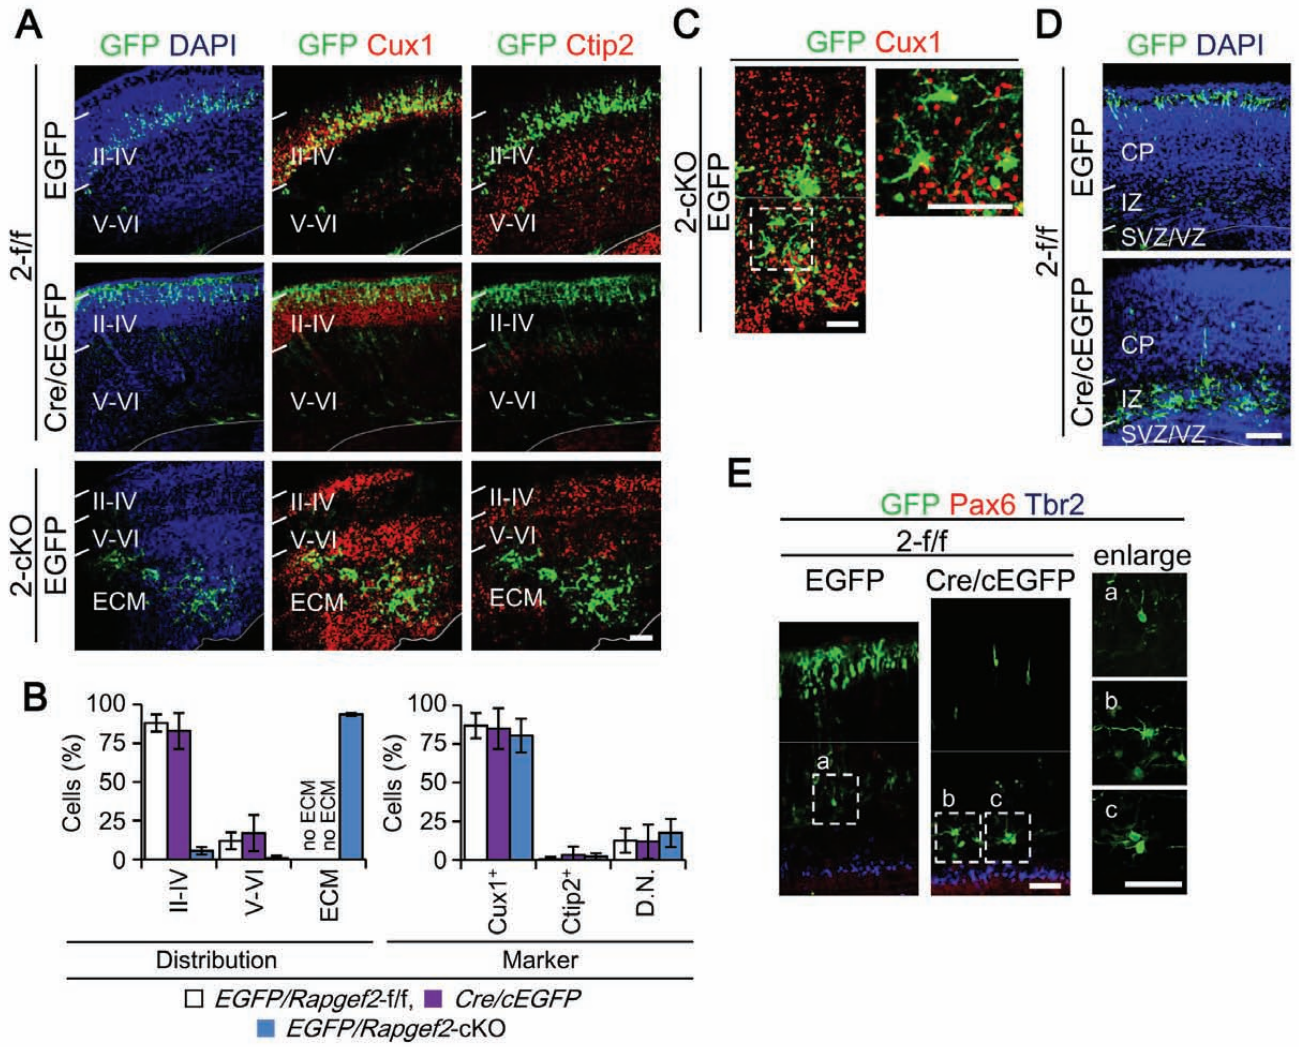 A
GFP DAPI
GFP Cux1
GFP Ctip2
2-f/f
EGFP
II-IV
V-VI
II-IV
V-VI
II-IV
V-VI
Cre/cEGFP
II-IV
V-VI
II-IV
V-VI
II-IV
V-VI
2-cKO
EGFP
II-IV
V-VI
ECM
II-IV
V-VI
ECM
II-IV
V-VI
ECM
B
Cells (%)
100
75
50
25
0
no ECM
no ECM
II-IV
V-VI
ECM
Distribution
Cells (%)
100
75
50
25
0
Cux1+
Ctip2+
D.N.
Marker
EGFP/Rapgef2-f/f, Cre/cEGFP
EGFP/Rapgef2-cKO
C
GFP Cux1
2-cKO
EGFP
D
GFP DAPI
2-f/f
EGFP
CP
IZ
SVZ/VZ
Cre/cEGFP
CP
IZ
SVZ/VZ
E
GFP Pax6 Tbr2
2-f/f
EGFP
Cre/cEGFP
enlarge
a
b
c
a
b
c